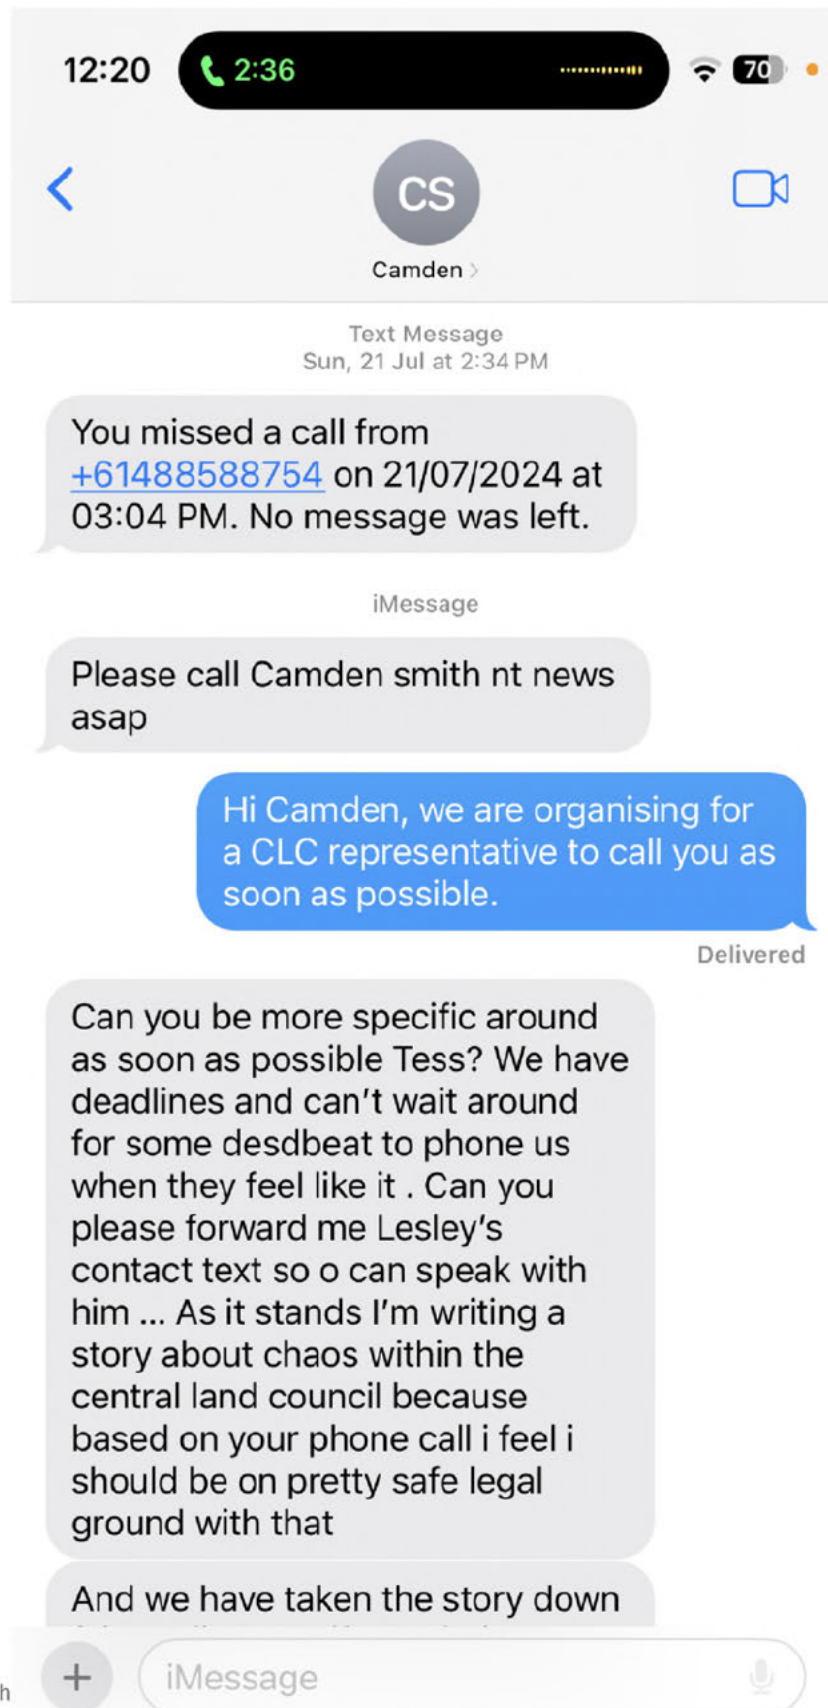 12:20
2:36
70
CS
Camden
Text Message
Sun, 21 Jul at 2:34 PM
You missed a call from
+61488588754 on 21/07/2024 at
03:04 PM. No message was left.
iMessage
Please call Camden smith nt news
asap
Hi Camden, we are organising for
a CLC representative to call you as
soon as possible.
Delivered
Can you be more specific around
as soon as possible Tess? We have
deadlines and can't wait around
for some desdbeat to phone us
when they feel like it . Can you
please forward me Lesley's
contact text so o can speak with
him ... As it stands I'm writing a
story about chaos within the
central land council because
based on your phone call i feel i
should be on pretty safe legal
ground with that
And we have taken the story down
iMessage
h